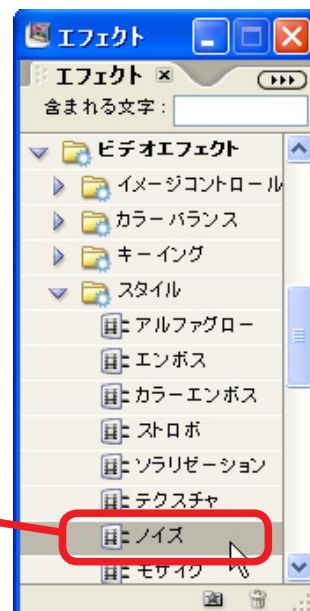 エフェクト
エフェクト
含まれる文字：
ビデオエフェクト
イメージコントロール
カラー バランス
キーイング
スタイル
アルファグロー
エンボス
カラーエンボス
ストロボ
ソラリゼーション
テクスチャ
ノイズ
モザイク